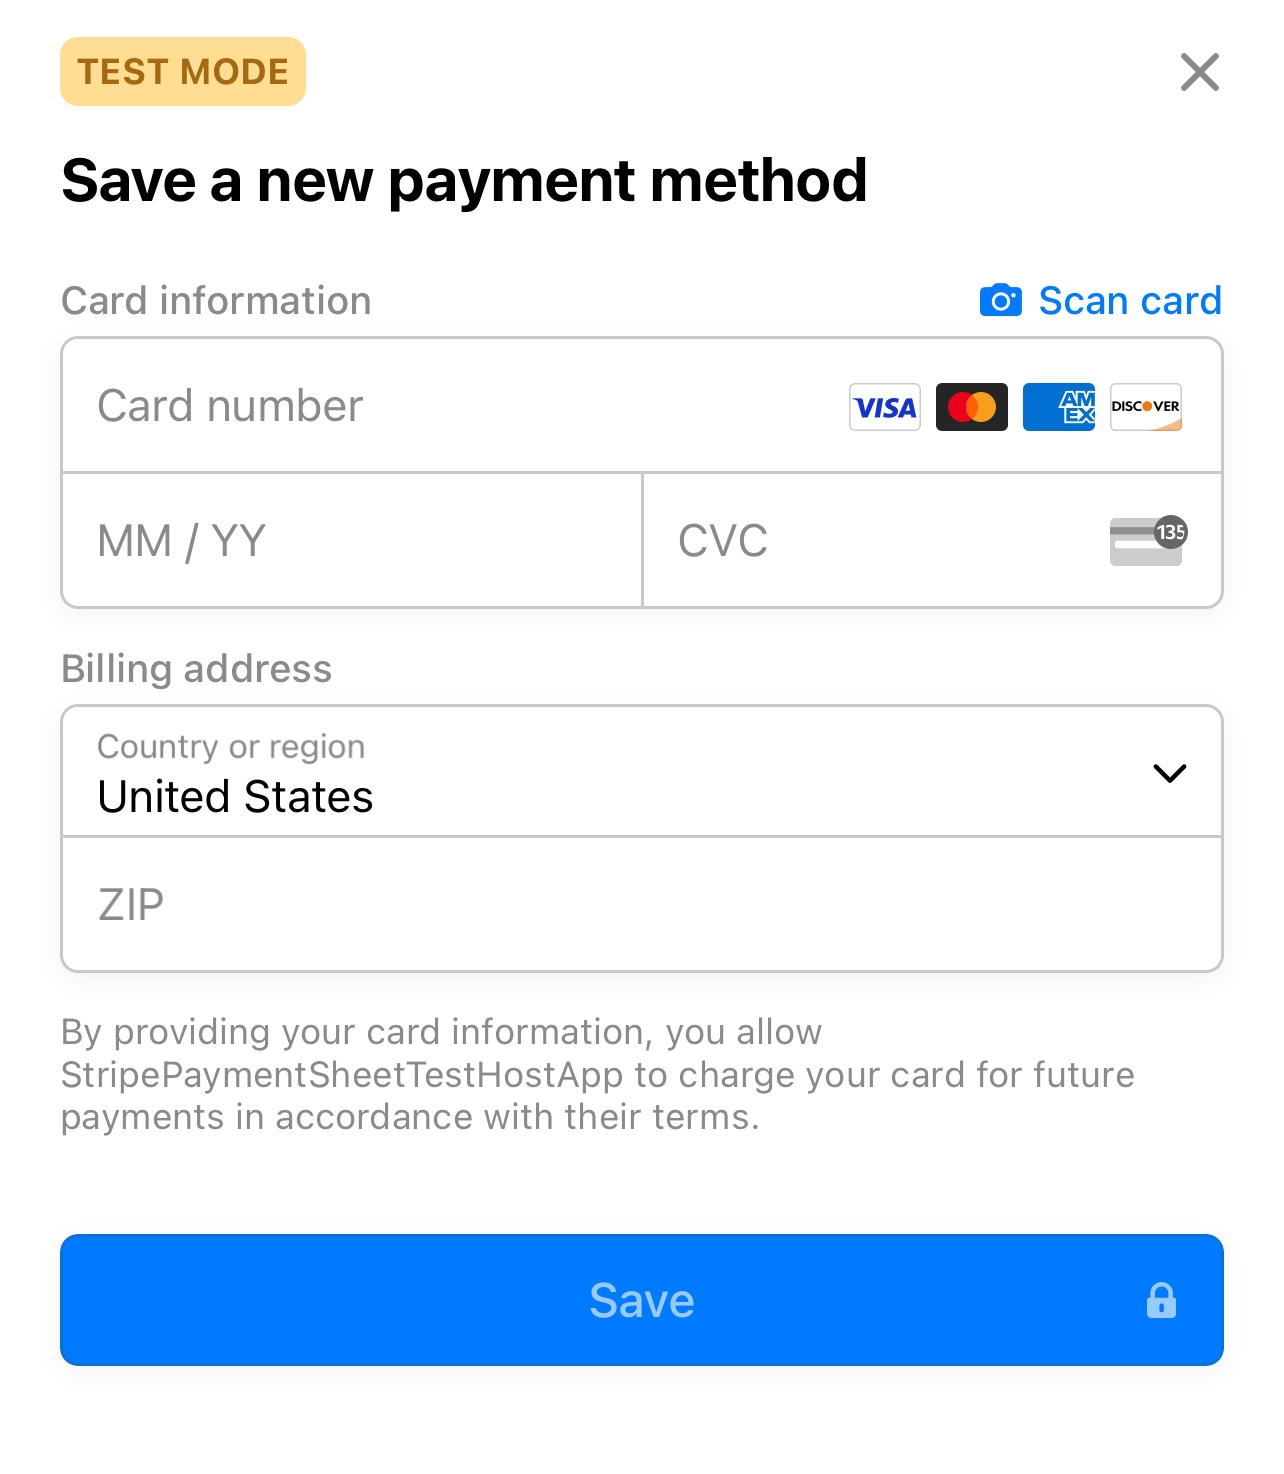 TEST MODE
Save a new payment method
Card information
Scan card
Card number
VISA
AM
EX
DISCOVER
MM / YY
CVC
135
Billing address
Country or region
United States
ZIP
By providing your card information, you allow
StripePaymentSheetTestHostApp to charge your card for future
payments in accordance with their terms.
Save